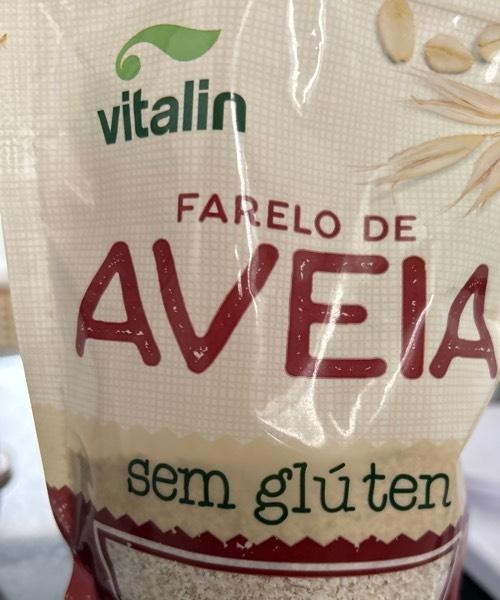 vitalin
FARELO DE
AVEIA
sem glúten